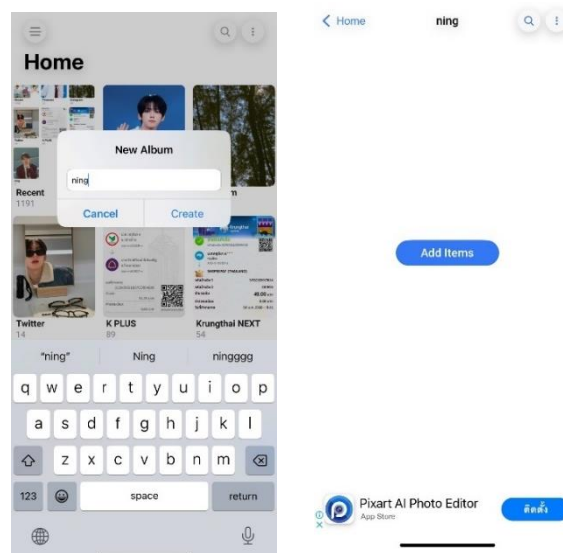 Home
New Album
ning
Cancel
Create
Recent
1191
m
Twitter
14
K PLUS
89
Krungthai NEXT
54
"ning"
Ning
ningggg
q w e r t y u i o p
a s d f g h j k l
z x c v b n m
123
space
return
Home
ning
Add Items
Pixart AI Photo Editor
App Store
ติดตั้ง